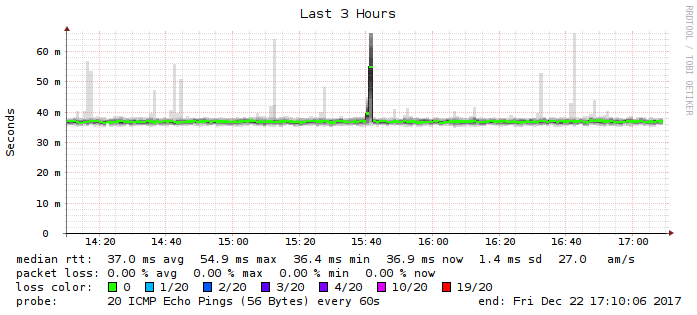 Last 3 Hours
RRDTOOL / TOBI OETIKER
Seconds
60 m
50 m
40 m
30 m
20 m
10 m
0
14:20 14:40 15:00 15:20 15:40 16:00 16:20 16:40 17:00
median rtt: 37.0 ms avg 54.9 ms max 36.4 ms min 36.9 ms now 1.4 ms sd 27.0 am/s
packet loss: 0.00 % avg 0.00 % max 0.00 % min 0.00 % now
loss color: 0 1/20 2/20 3/20 4/20 10/20 19/20
probe: 20 ICMP Echo Pings (56 Bytes) every 60s end: Fri Dec 22 17:10:06 2017